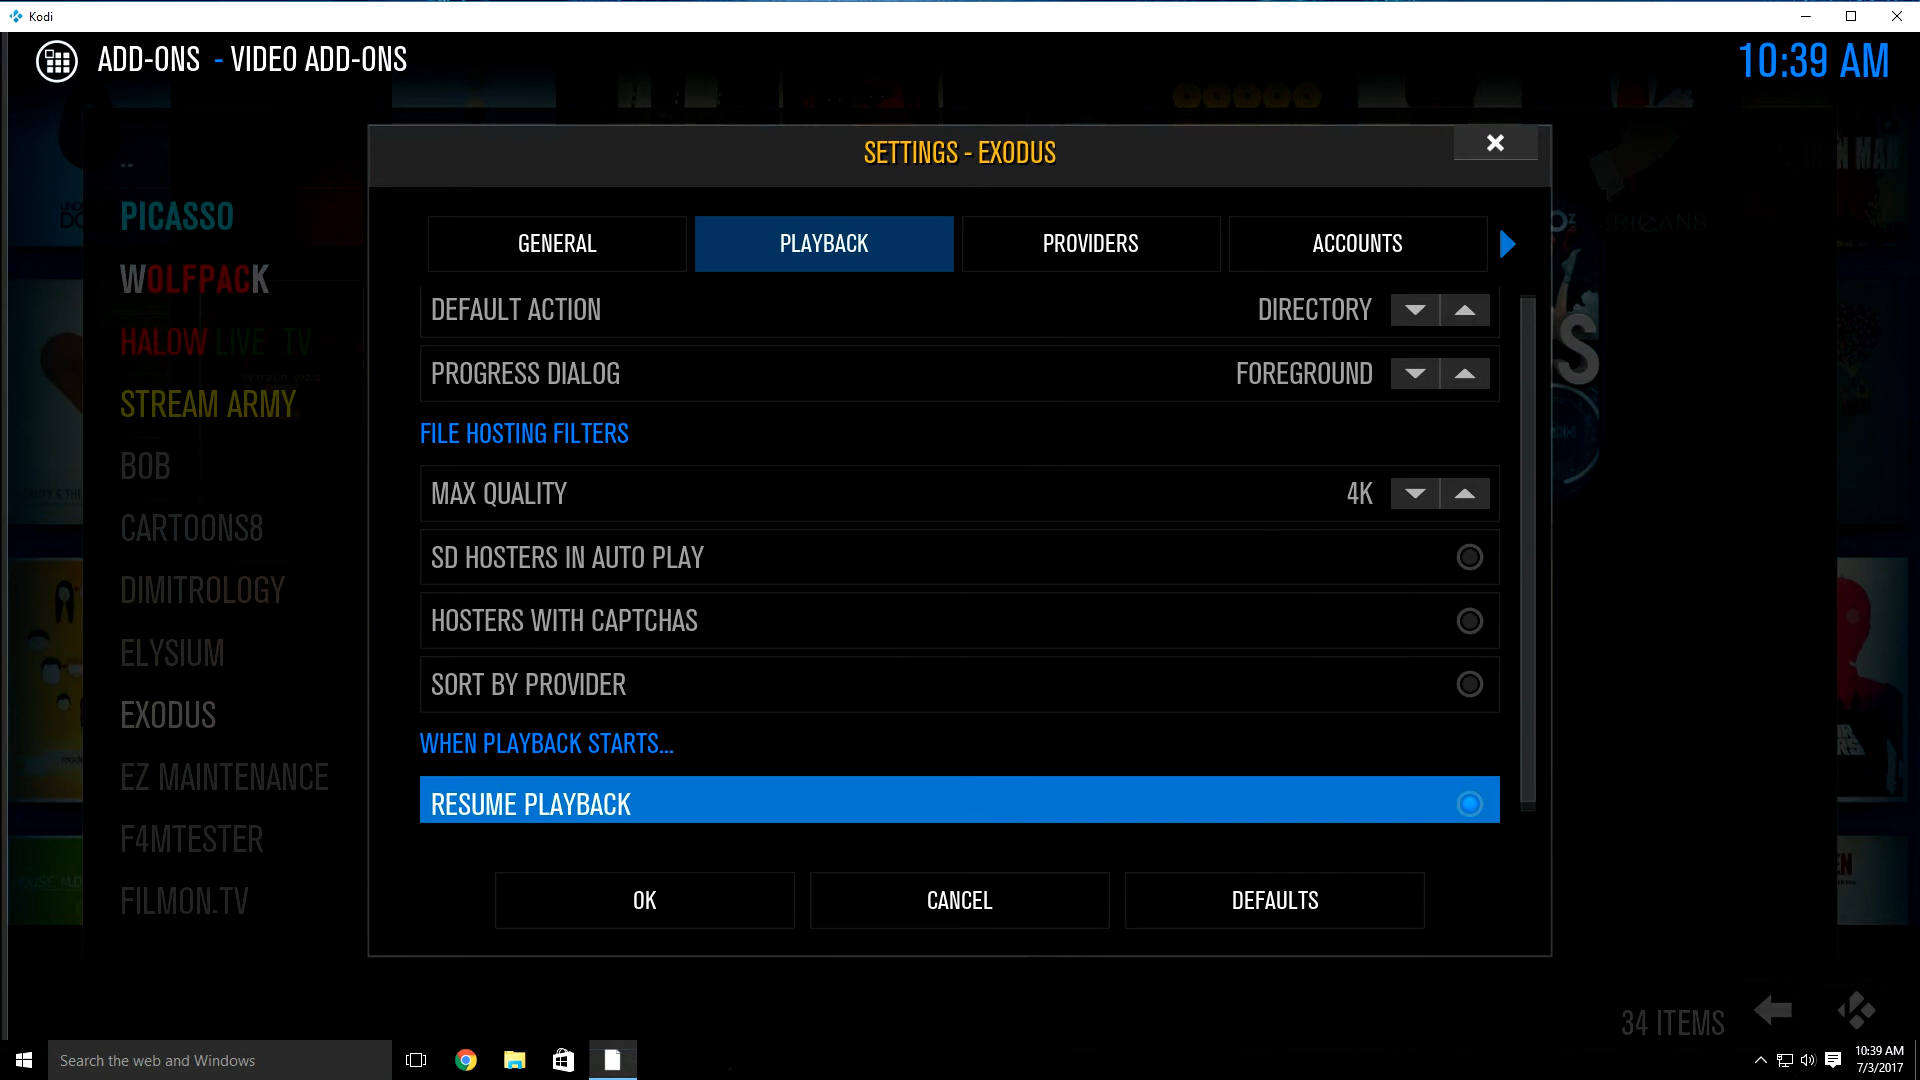 Kodi
ADD-ONS - VIDEO ADD-ONS
10:39 AM
SETTINGS - EXODUS
GENERAL
PLAYBACK
PROVIDERS
ACCOUNTS
DEFAULT ACTION
DIRECTORY
PROGRESS DIALOG
FOREGROUND
FILE HOSTING FILTERS
MAX QUALITY
4K
SD HOSTERS IN AUTO PLAY
HOSTERS WITH CAPTCHAS
SORT BY PROVIDER
WHEN PLAYBACK STARTS...
RESUME PLAYBACK
OK
CANCEL
DEFAULTS
..
PICASSO
WOLFPACK
HALOW LIVE TV
STREAM ARMY
BOB
CARTOONS8
DIMITROLOGY
ELYSIUM
EXODUS
EZ MAINTENANCE
F4MTESTER
FILMON.TV
34 ITEMS
Search the web and Windows
10:39 AM
7/3/2017